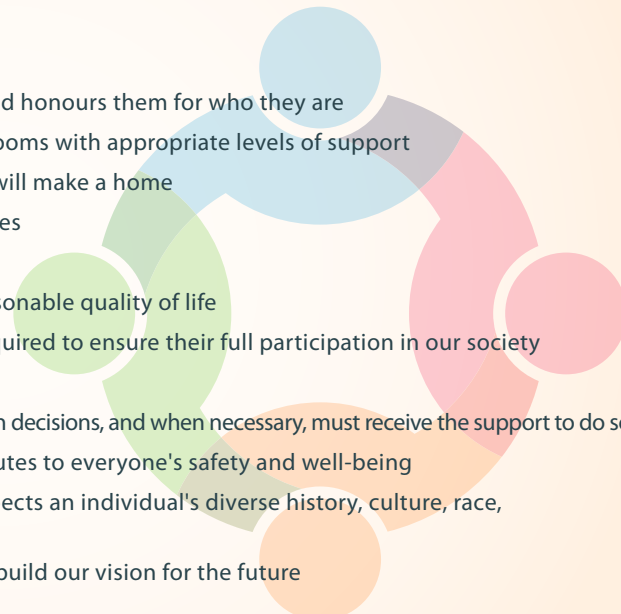 d honours them for who they are
ooms with appropriate levels of support
will make a home
es
sonable quality of life
quired to ensure their full participation in our society
n decisions, and when necessary, must receive the support to do so
utes to everyone's safety and well-being
ects an individual's diverse history, culture, race,
build our vision for the future